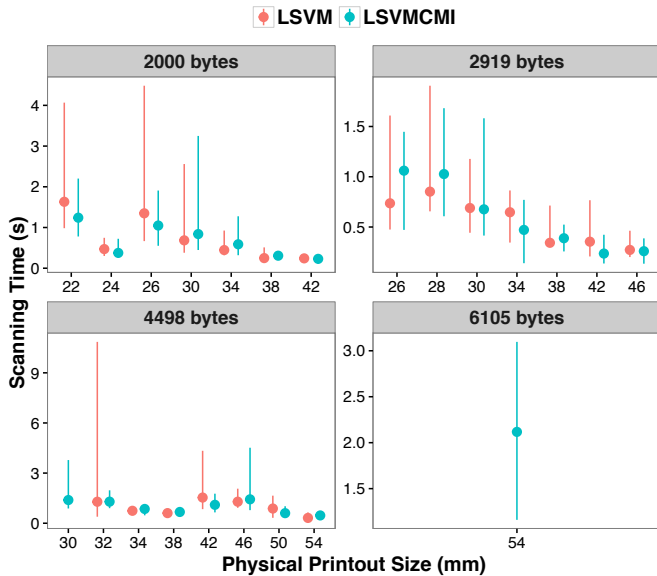 LSVM LSVMCMI
2000 bytes
2919 bytes
4
3
2
1
0
22 24 26 30 34 38 42
1.5
1.0
0.5
26 28 30 34 38 42 46
4498 bytes
6105 bytes
9
6
3
0
30 32 34 38 42 46 50 54
3.0
2.5
2.0
1.5
54
Scanning Time (s)
Physical Printout Size (mm)